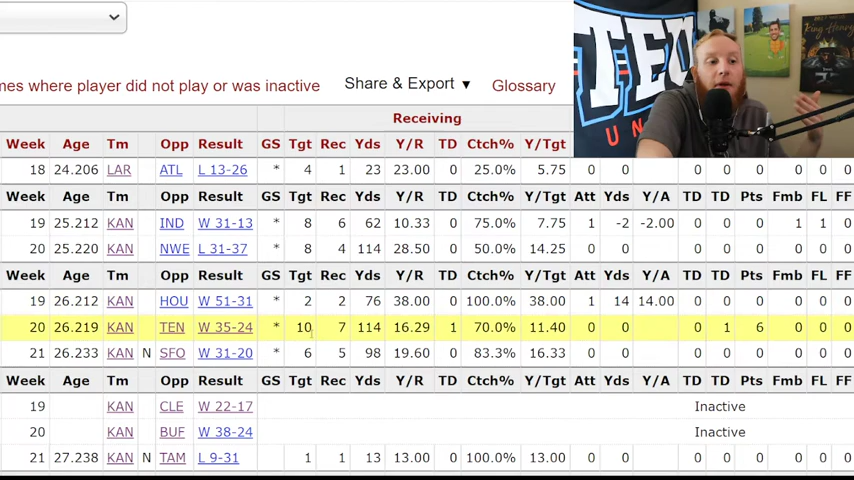 TEU
UN
KING HENRY
mes where player did not play or was inactive Share & Export ▼ Glossary
Receiving
Week Age Tm Opp Result GS Tgt Rec Yds Y/R TD Ctch% Y/Tgt
18 24.206 LAR ATL L 13-26 * 4 1 23 23.00 0 25.0% 5.75 0 0 0 0 0 0 0 0
Week Age Tm Opp Result GS Tgt Rec Yds Y/R TD Ctch% Y/Tgt Att Yds Y/A TD TD Pts Fmb FL FF
19 25.212 KAN IND W 31-13 * 8 6 62 10.33 0 75.0% 7.75 1 -2 -2.00 0 0 0 1 1 0
20 25.220 KAN NWE L 31-37 * 8 4 114 28.50 0 50.0% 14.25 0 0 0 0 0 0 0 0
Week Age Tm Opp Result GS Tgt Rec Yds Y/R TD Ctch% Y/Tgt Att Yds Y/A TD TD Pts Fmb FL FF
19 26.212 KAN HOU W 51-31 * 2 2 76 38.00 0 100.0% 38.00 1 14 14.00 0 0 0 0 0 0
20 26.219 KAN TEN W 35-24 * 10 7 114 16.29 1 70.0% 11.40 0 0 0 1 6 0 0 0
21 26.233 KAN N SFO W 31-20 * 6 5 98 19.60 0 83.3% 16.33 0 0 0 0 0 0 0 0
Week Age Tm Opp Result GS Tgt Rec Yds Y/R TD Ctch% Y/Tgt Att Yds Y/A TD TD Pts Fmb FL FF
19 KAN CLE W 22-17 Inactive
20 KAN BUF W 38-24 Inactive
21 27.238 KAN N TAM L 9-31 1 1 13 13.00 0 100.0% 13.00 0 0 0 0 0 0 0 0